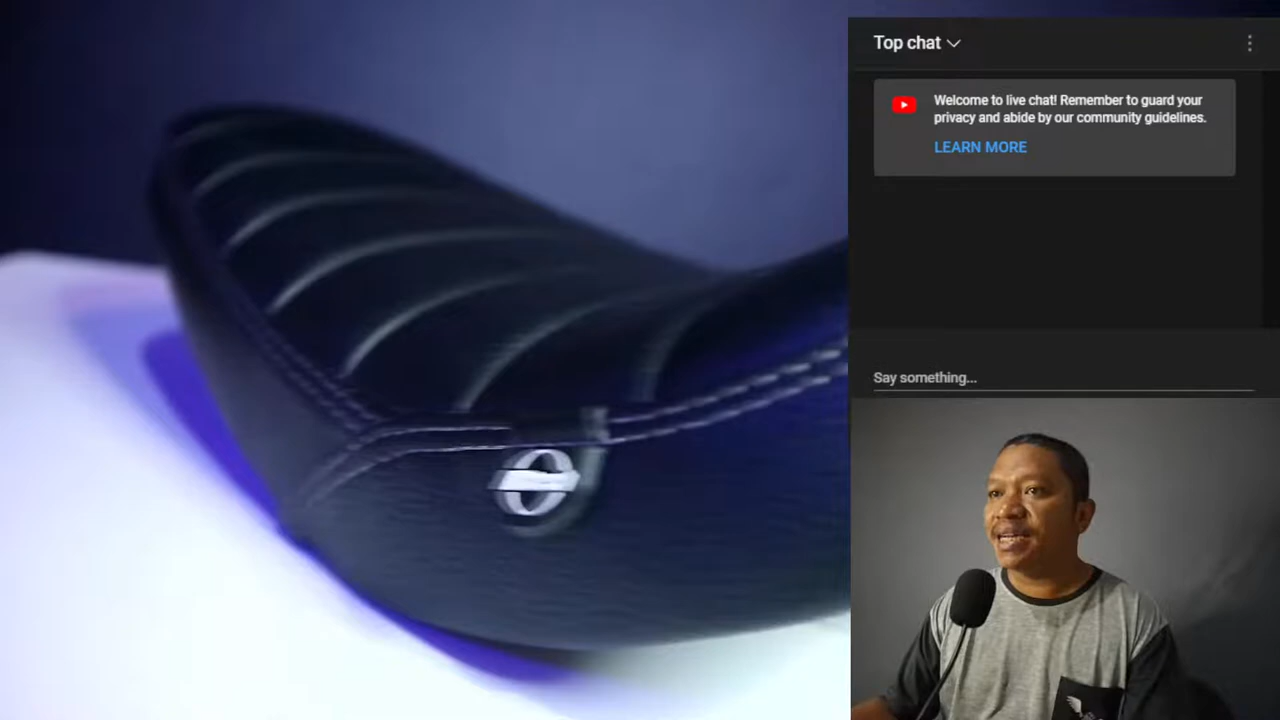 Top chat
Welcome to live chat! Remember to guard your
privacy and abide by our community guidelines.
LEARN MORE
Say something...